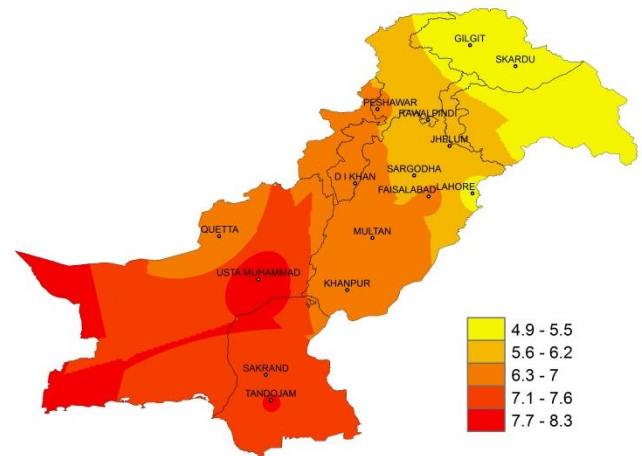 GILGIT
SKARDU
PESHAWAR
RAWALPINDI
JHELUM
SARGODHA
D I KHAN
FAISALABAD
LAHORE
QUETTA
MULTAN
USTA MUHAMMAD
KHANPUR
SAKRAND
TANDOJAM
4.9 - 5.5
5.6 - 6.2
6.3 - 7
7.1 - 7.6
7.7 - 8.3